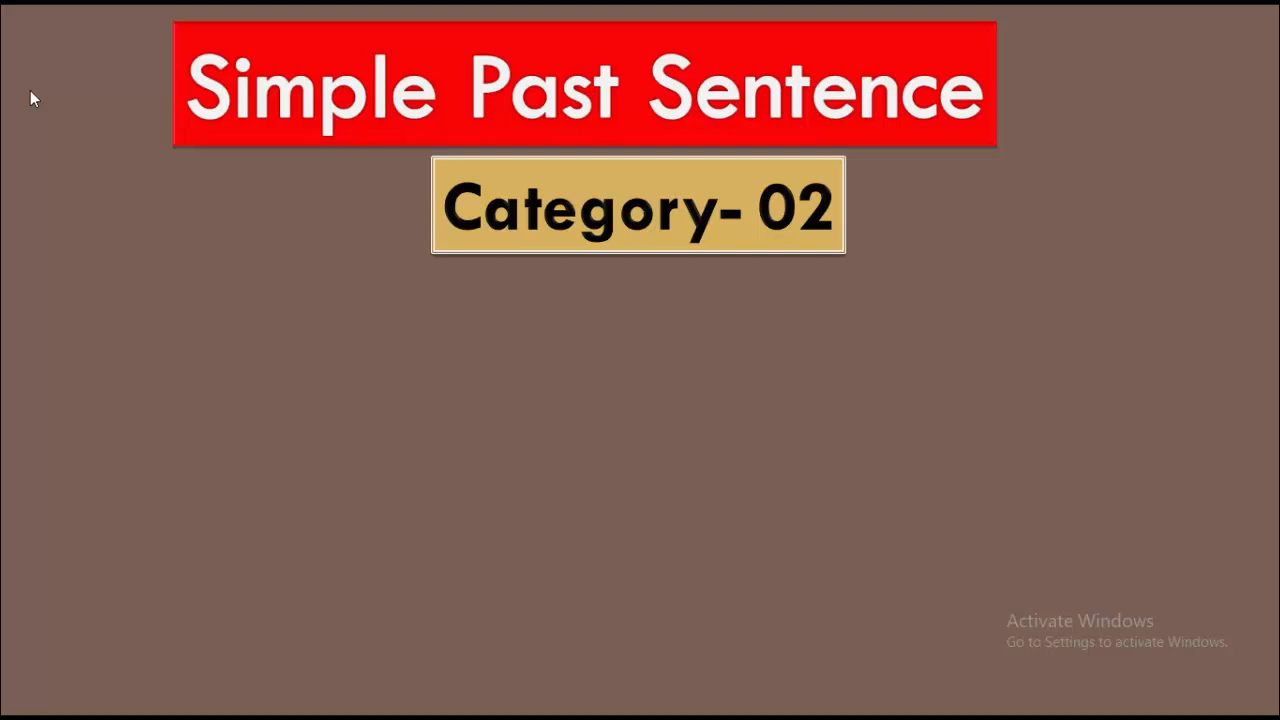 Simple Past Sentence
Category- 02
Activate Windows
Go to Settings to activate Windows.